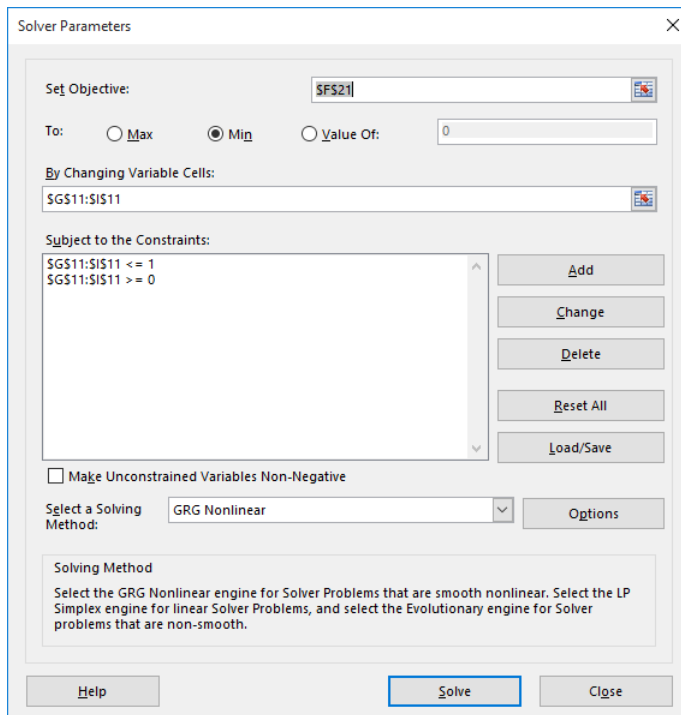 Solver Parameters
Set Objective: $F$21
To: Max Min Value Of: 0
By Changing Variable Cells:
$G$11:$I$11
Subject to the Constraints:
$G$11:$I$11 <= 1
$G$11:$I$11 >= 0
Add
Change
Delete
Reset All
Load/Save
Make Unconstrained Variables Non-Negative
Select a Solving
Method:
GRG Nonlinear
Options
Solving Method
Select the GRG Nonlinear engine for Solver Problems that are smooth nonlinear. Select the LP
Simplex engine for linear Solver Problems, and select the Evolutionary engine for Solver
problems that are non-smooth.
Help Solve Close